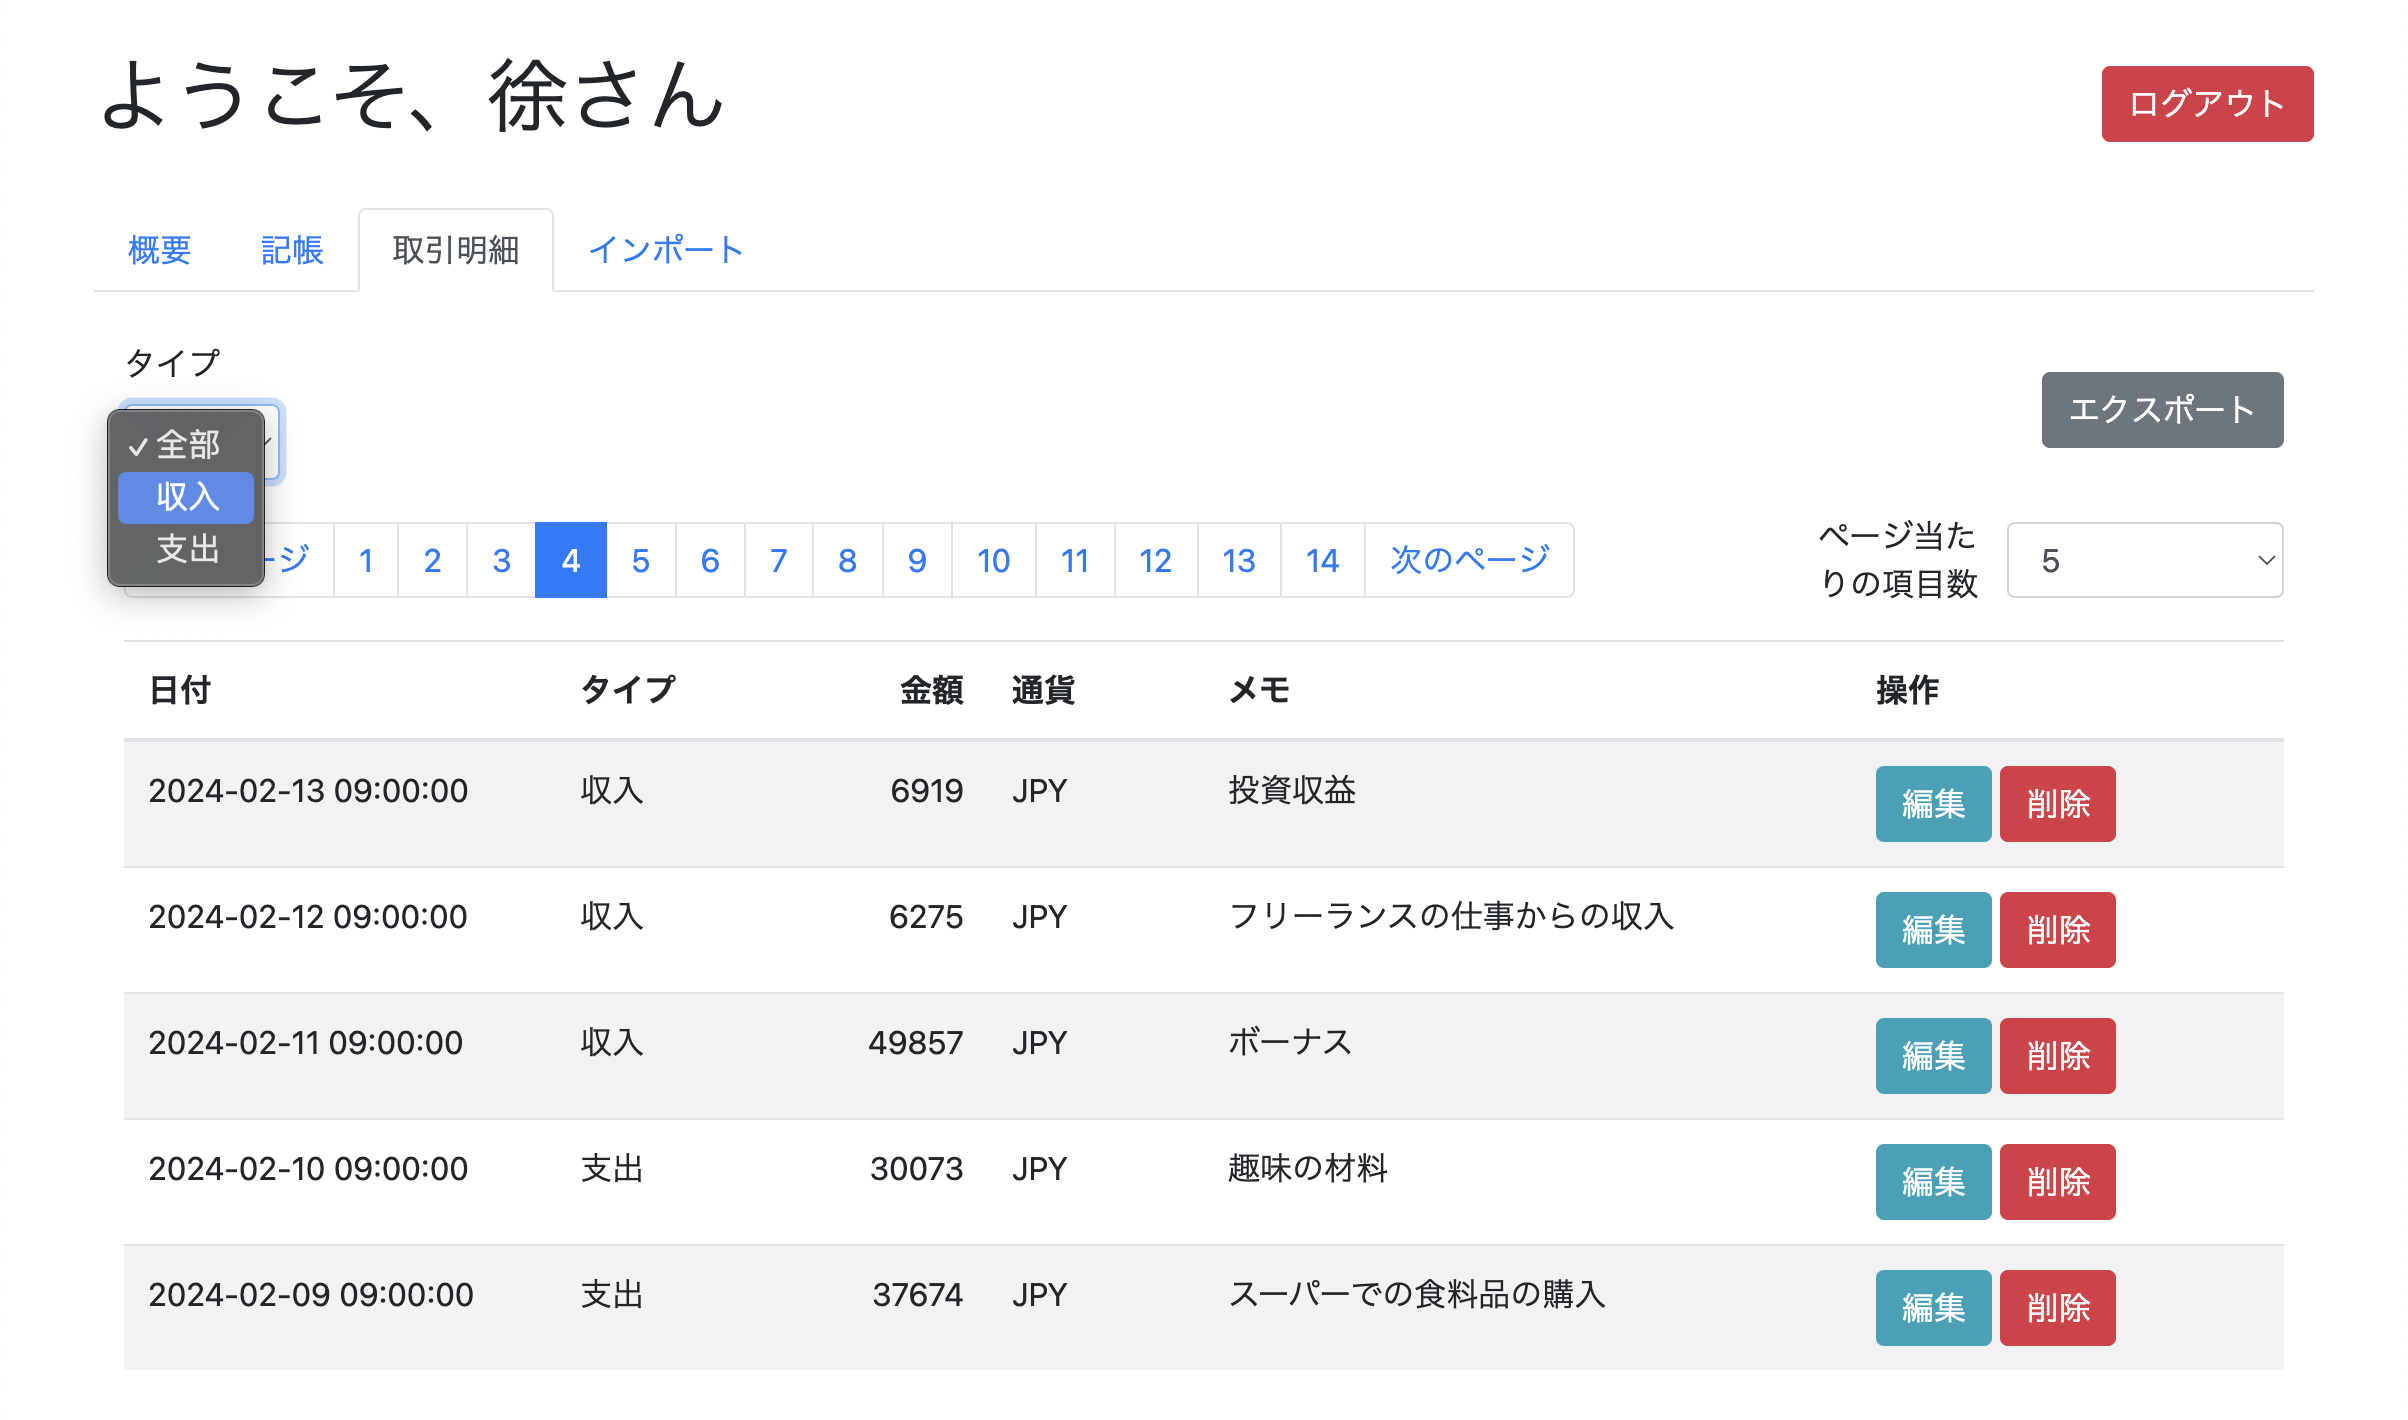 ようこそ、徐さん
ログアウト
概要 記帳 取引明細 インポート
タイプ
エクスポート
全部
収入
支出
ージ 1 2 3 4 5 6 7 8 9 10 11 12 13 14 次のページ
ページ当た
りの項目数
5
日付 タイプ 金額 通貨 メモ 操作
2024-02-13 09:00:00 収入 6919 JPY 投資収益 編集 削除
2024-02-12 09:00:00 収入 6275 JPY フリーランスの仕事からの収入 編集 削除
2024-02-11 09:00:00 収入 49857 JPY ボーナス 編集 削除
2024-02-10 09:00:00 支出 30073 JPY 趣味の材料 編集 削除
2024-02-09 09:00:00 支出 37674 JPY スーパーでの食料品の購入 編集 削除